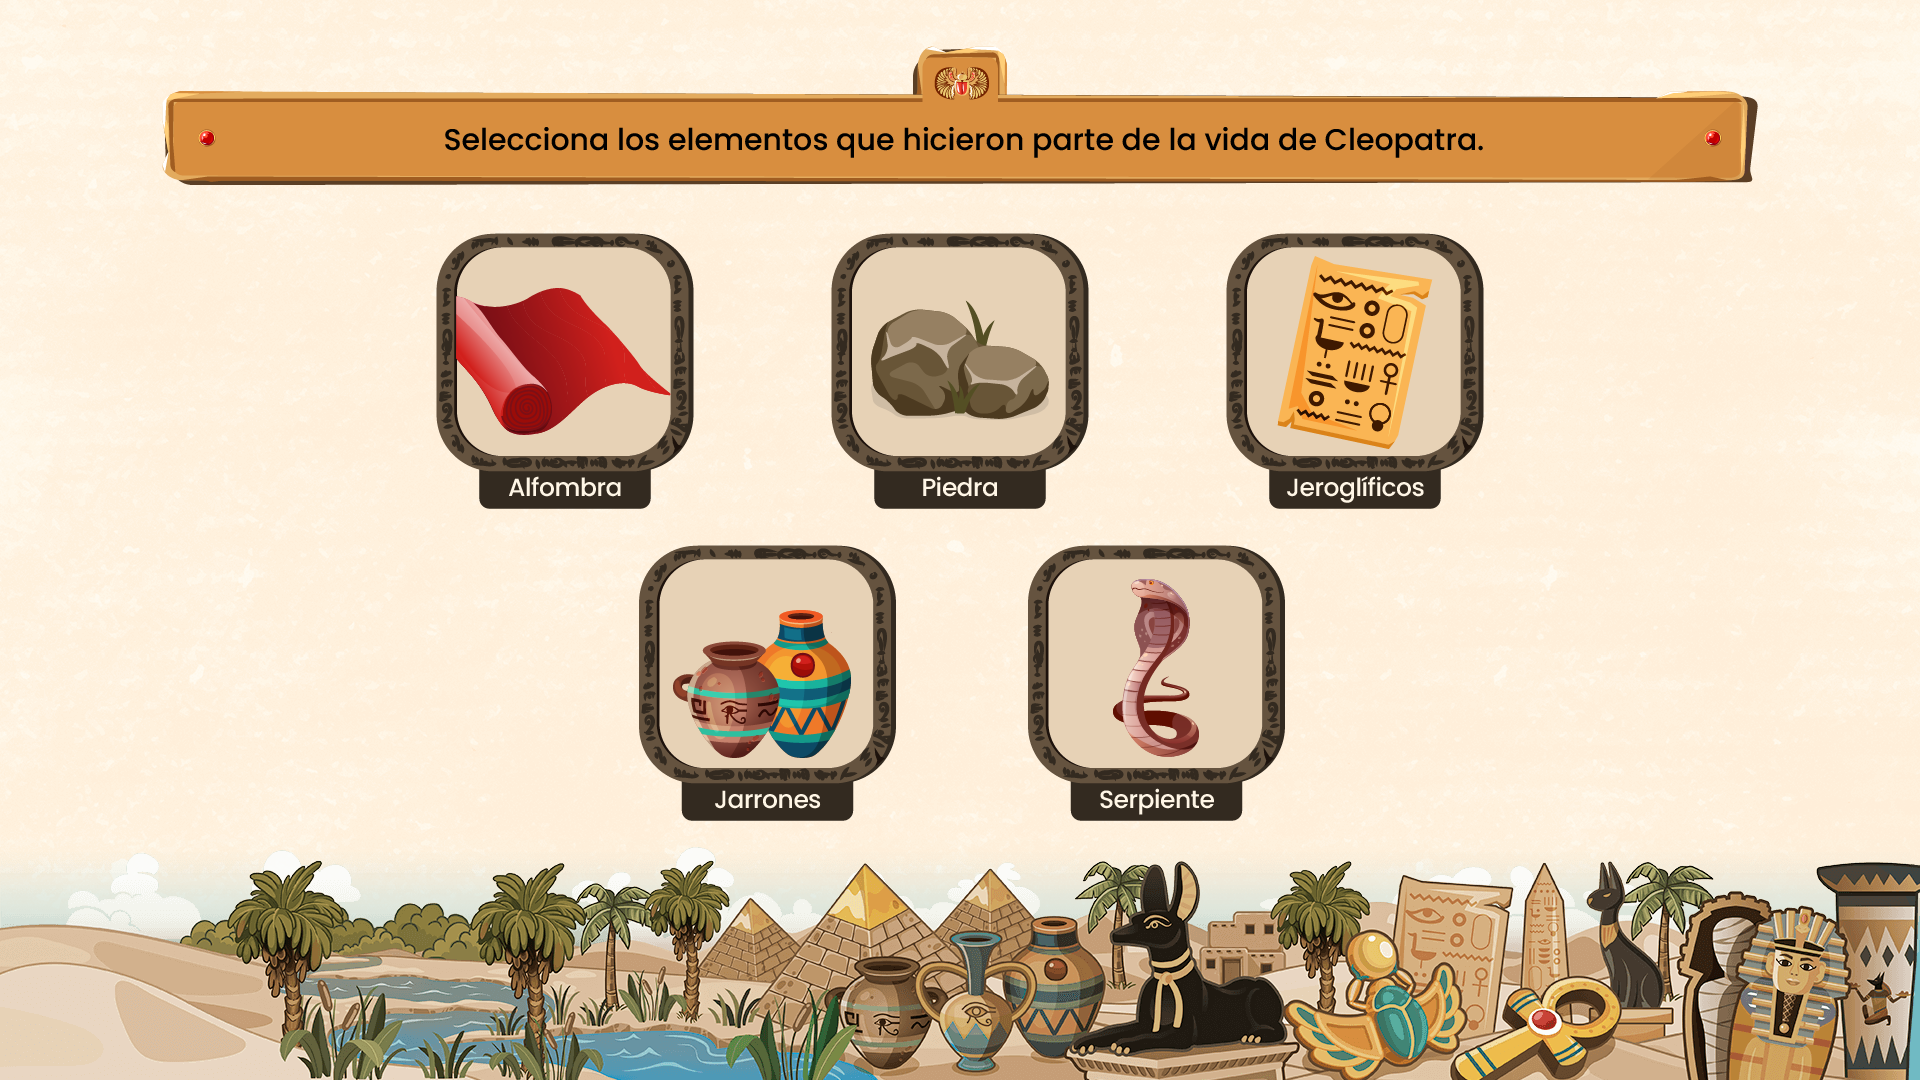 Selecciona los elementos que hicieron parte de la vida de Cleopatra.
Alfombra
Piedra
Jeroglíficos
Jarrones
Serpiente